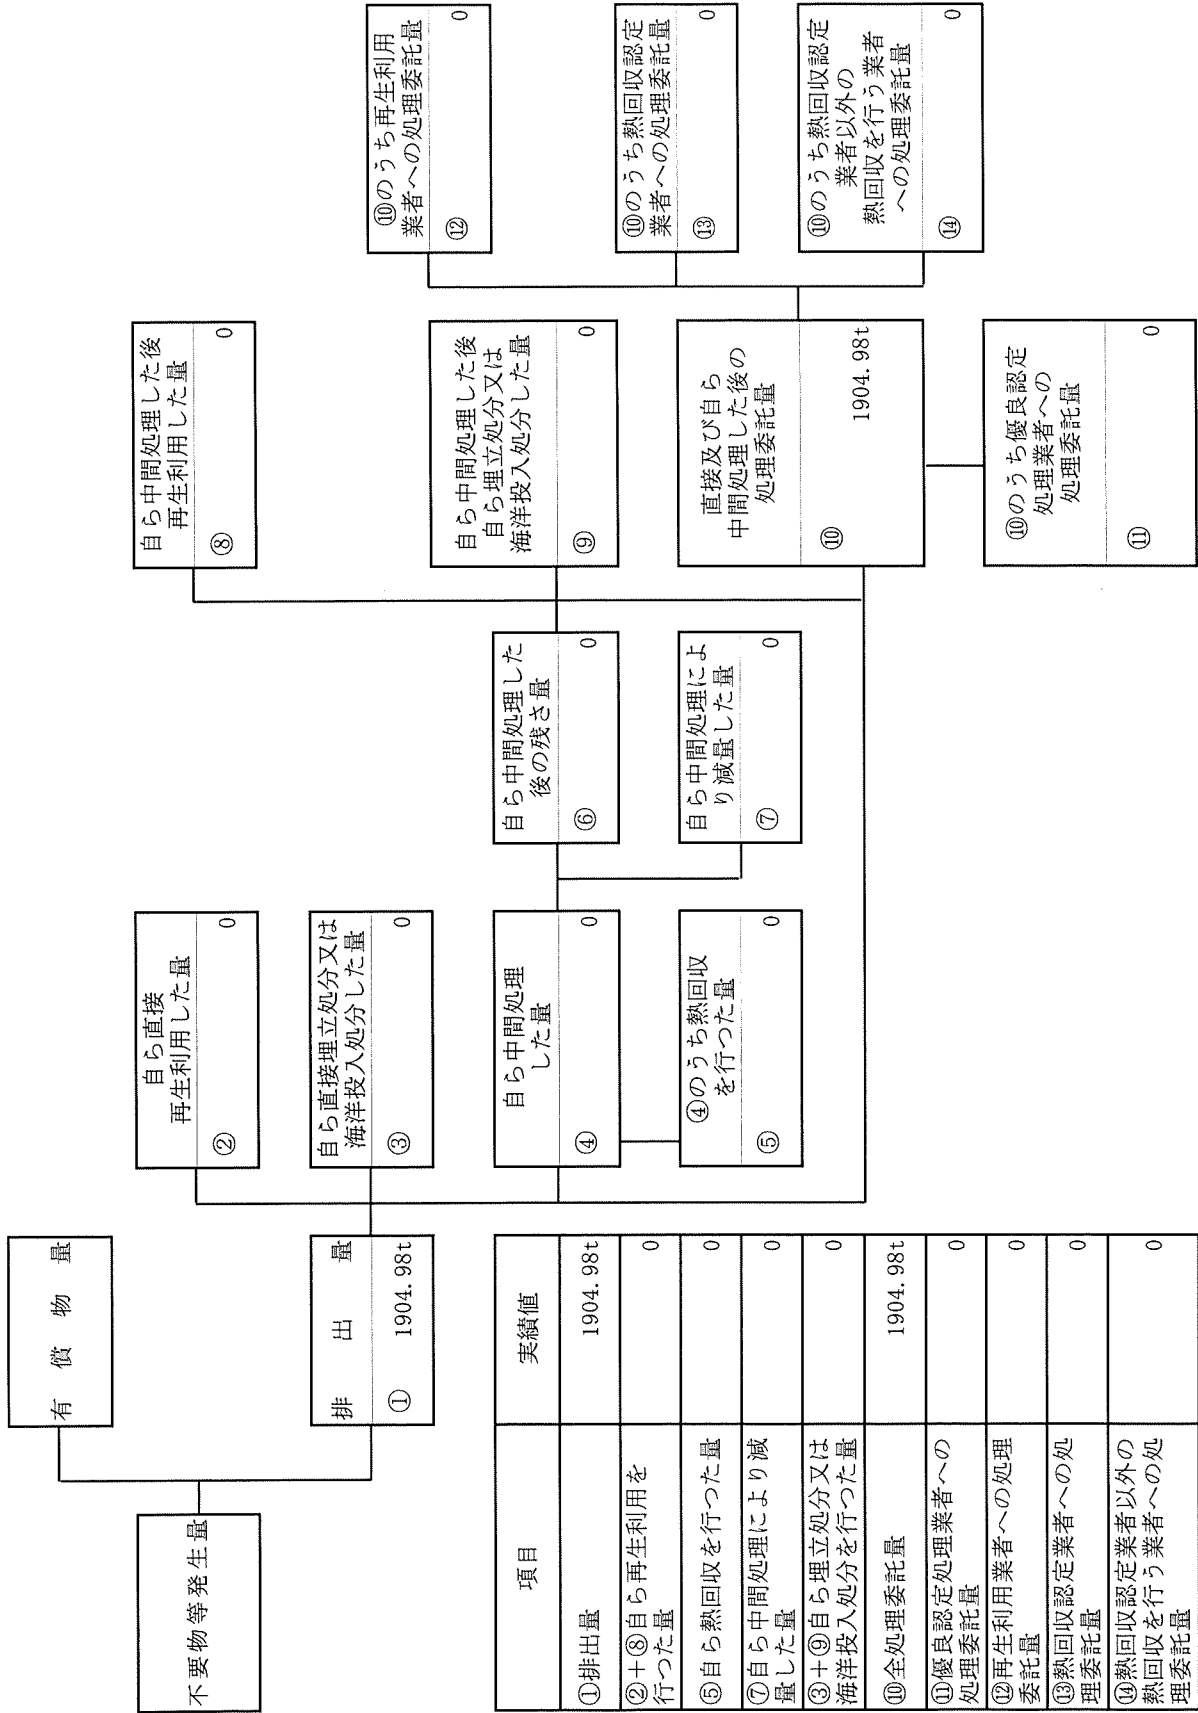 不要物等発生量
有償物量
排出量
① 1904.98t
自ら直接
再生利用した量
② 0
自ら直接埋立処分又は
海洋投入処分した量
③ 0
自ら中間処理
した量
④ 0
④のうち熱回収
を行つた量
⑤ 0
自ら中間処理した
後の残さ量
⑥ 0
自ら中間処理によ
り減量した量
⑦ 0
自ら中間処理した後
再生利用した量
⑧ 0
自ら中間処理した後
自ら埋立処分又は
海洋投入処分した量
⑨ 0
直接及び自ら
中間処理した後の
処理委託量
⑩ 1904.98t
⑩のうち優良認定
処理業者への
処理委託量
⑪ 0
⑩のうち再生利用
業者への処理委託量
⑫ 0
⑩のうち熱回収認定
業者への処理委託量
⑬ 0
⑩のうち熱回収認定
業者以外の
熱回収を行う業者
への処理委託量
⑭ 0
項目 実績値
①排出量 1904.98t
②+⑧自ら再生利用を
行つた量 0
⑤自ら熱回収を行つた量 0
⑦自ら中間処理により減
量した量 0
③+⑨自ら埋立処分又は
海洋投入処分を行つた量 0
⑩全処理委託量 1904.98t
⑪優良認定処理業者への
処理委託量 0
⑫再生利用業者への処理
委託量 0
⑬熱回収認定業者への処
理委託量 0
⑭熱回収認定業者以外の
熱回収を行う業者への処
理委託量 0